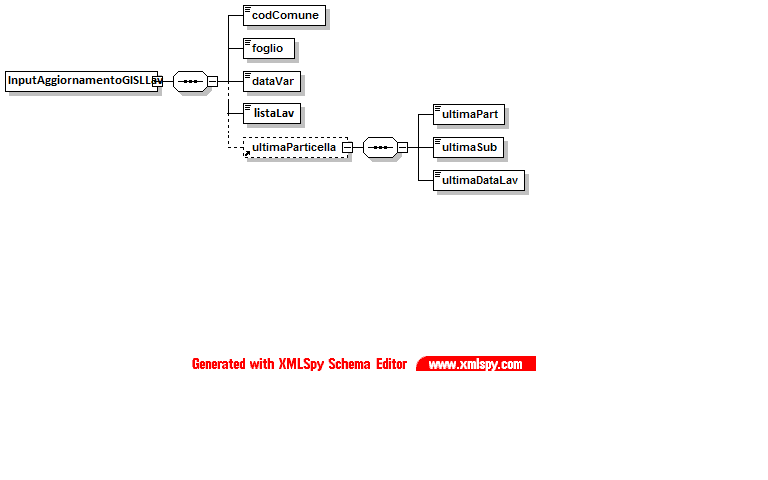 codComune
foglio
InputAggiornamentoGISLLav
dataVar
listaLav
ultimaParticella
ultimaPart
ultimaSub
ultimaDataLav
Generated with XMLSpy Schema Editor www.xmlspy.com